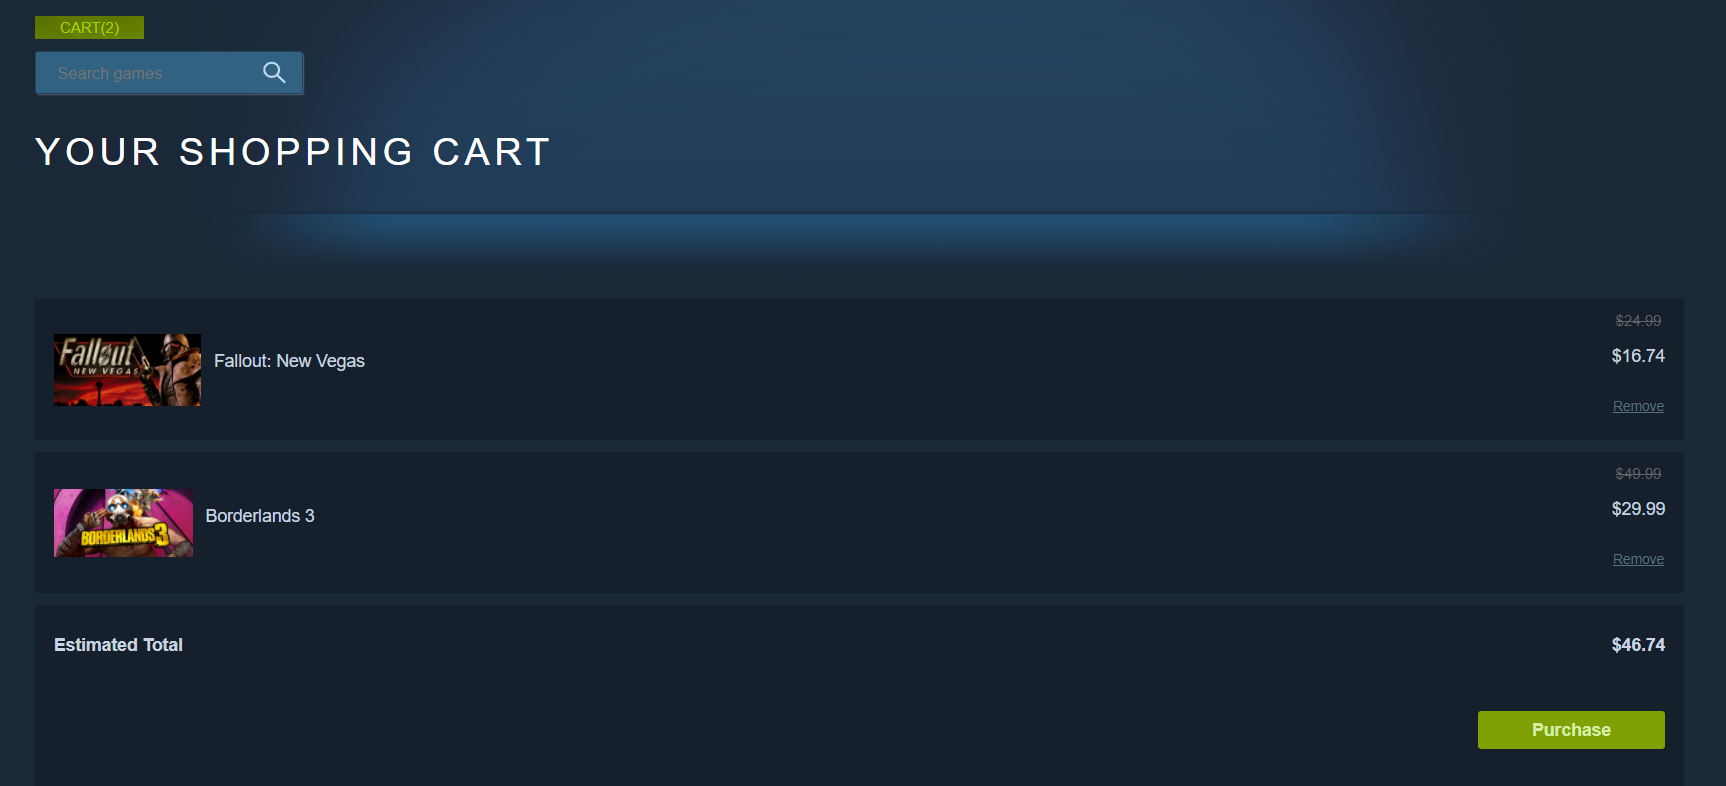 CART(2)
Search games
YOUR SHOPPING CART
$24.99
Fallout NEW VEGAS
Fallout: New Vegas
$16.74
Remove
$49.99
BORDERLANDS 3
Borderlands 3
$29.99
Remove
Estimated Total
$46.74
Purchase